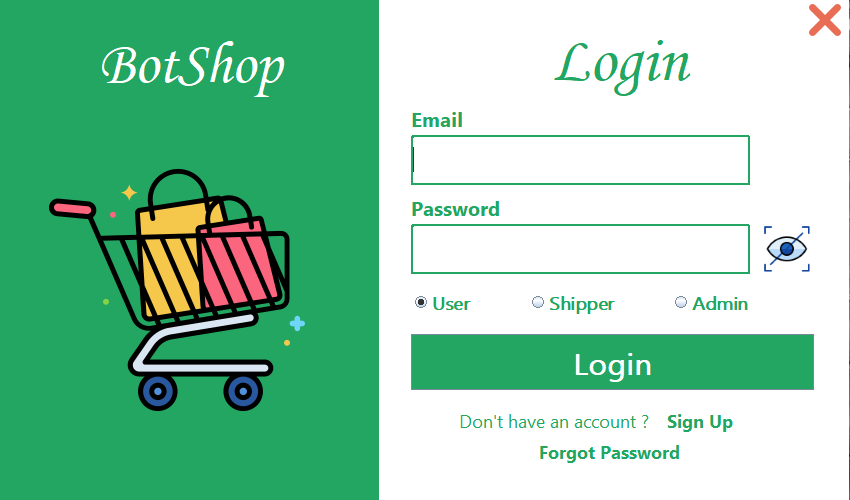 BotShop
Login
Email
Password
User Shipper Admin
Login
Don't have an account ? Sign Up
Forgot Password